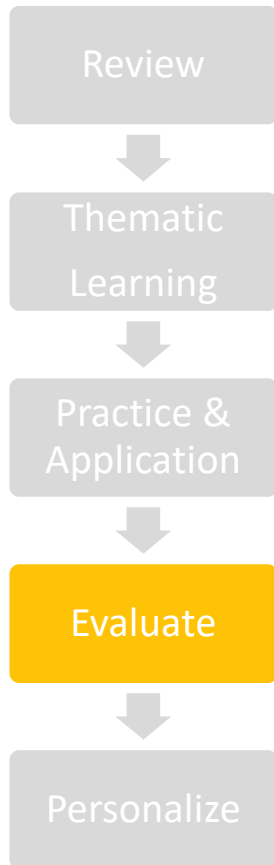 Review
Thematic
Learning
Practice &
Application
Evaluate
Personalize